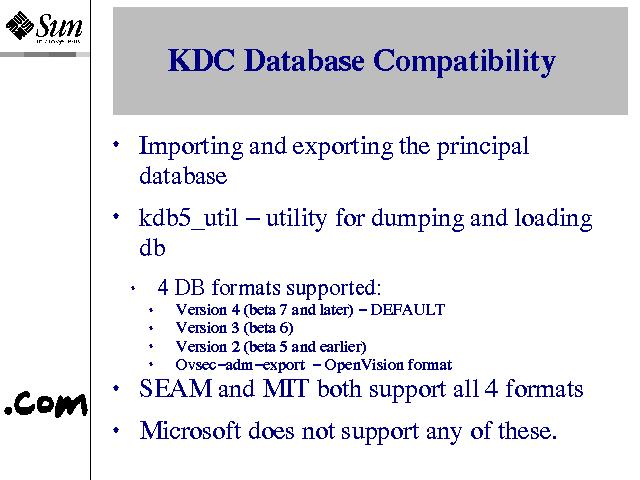 Sun
microsystems
KDC Database Compatibility
• Importing and exporting the principal
database
• kdb5_util – utility for dumping and loading
db
• 4 DB formats supported:
• Version 4 (beta 7 and later) – DEFAULT
• Version 3 (beta 6)
• Version 2 (beta 5 and earlier)
• Ovsec–adm–export – OpenVision format
• SEAM and MIT both support all 4 formats
• Microsoft does not support any of these.
.com